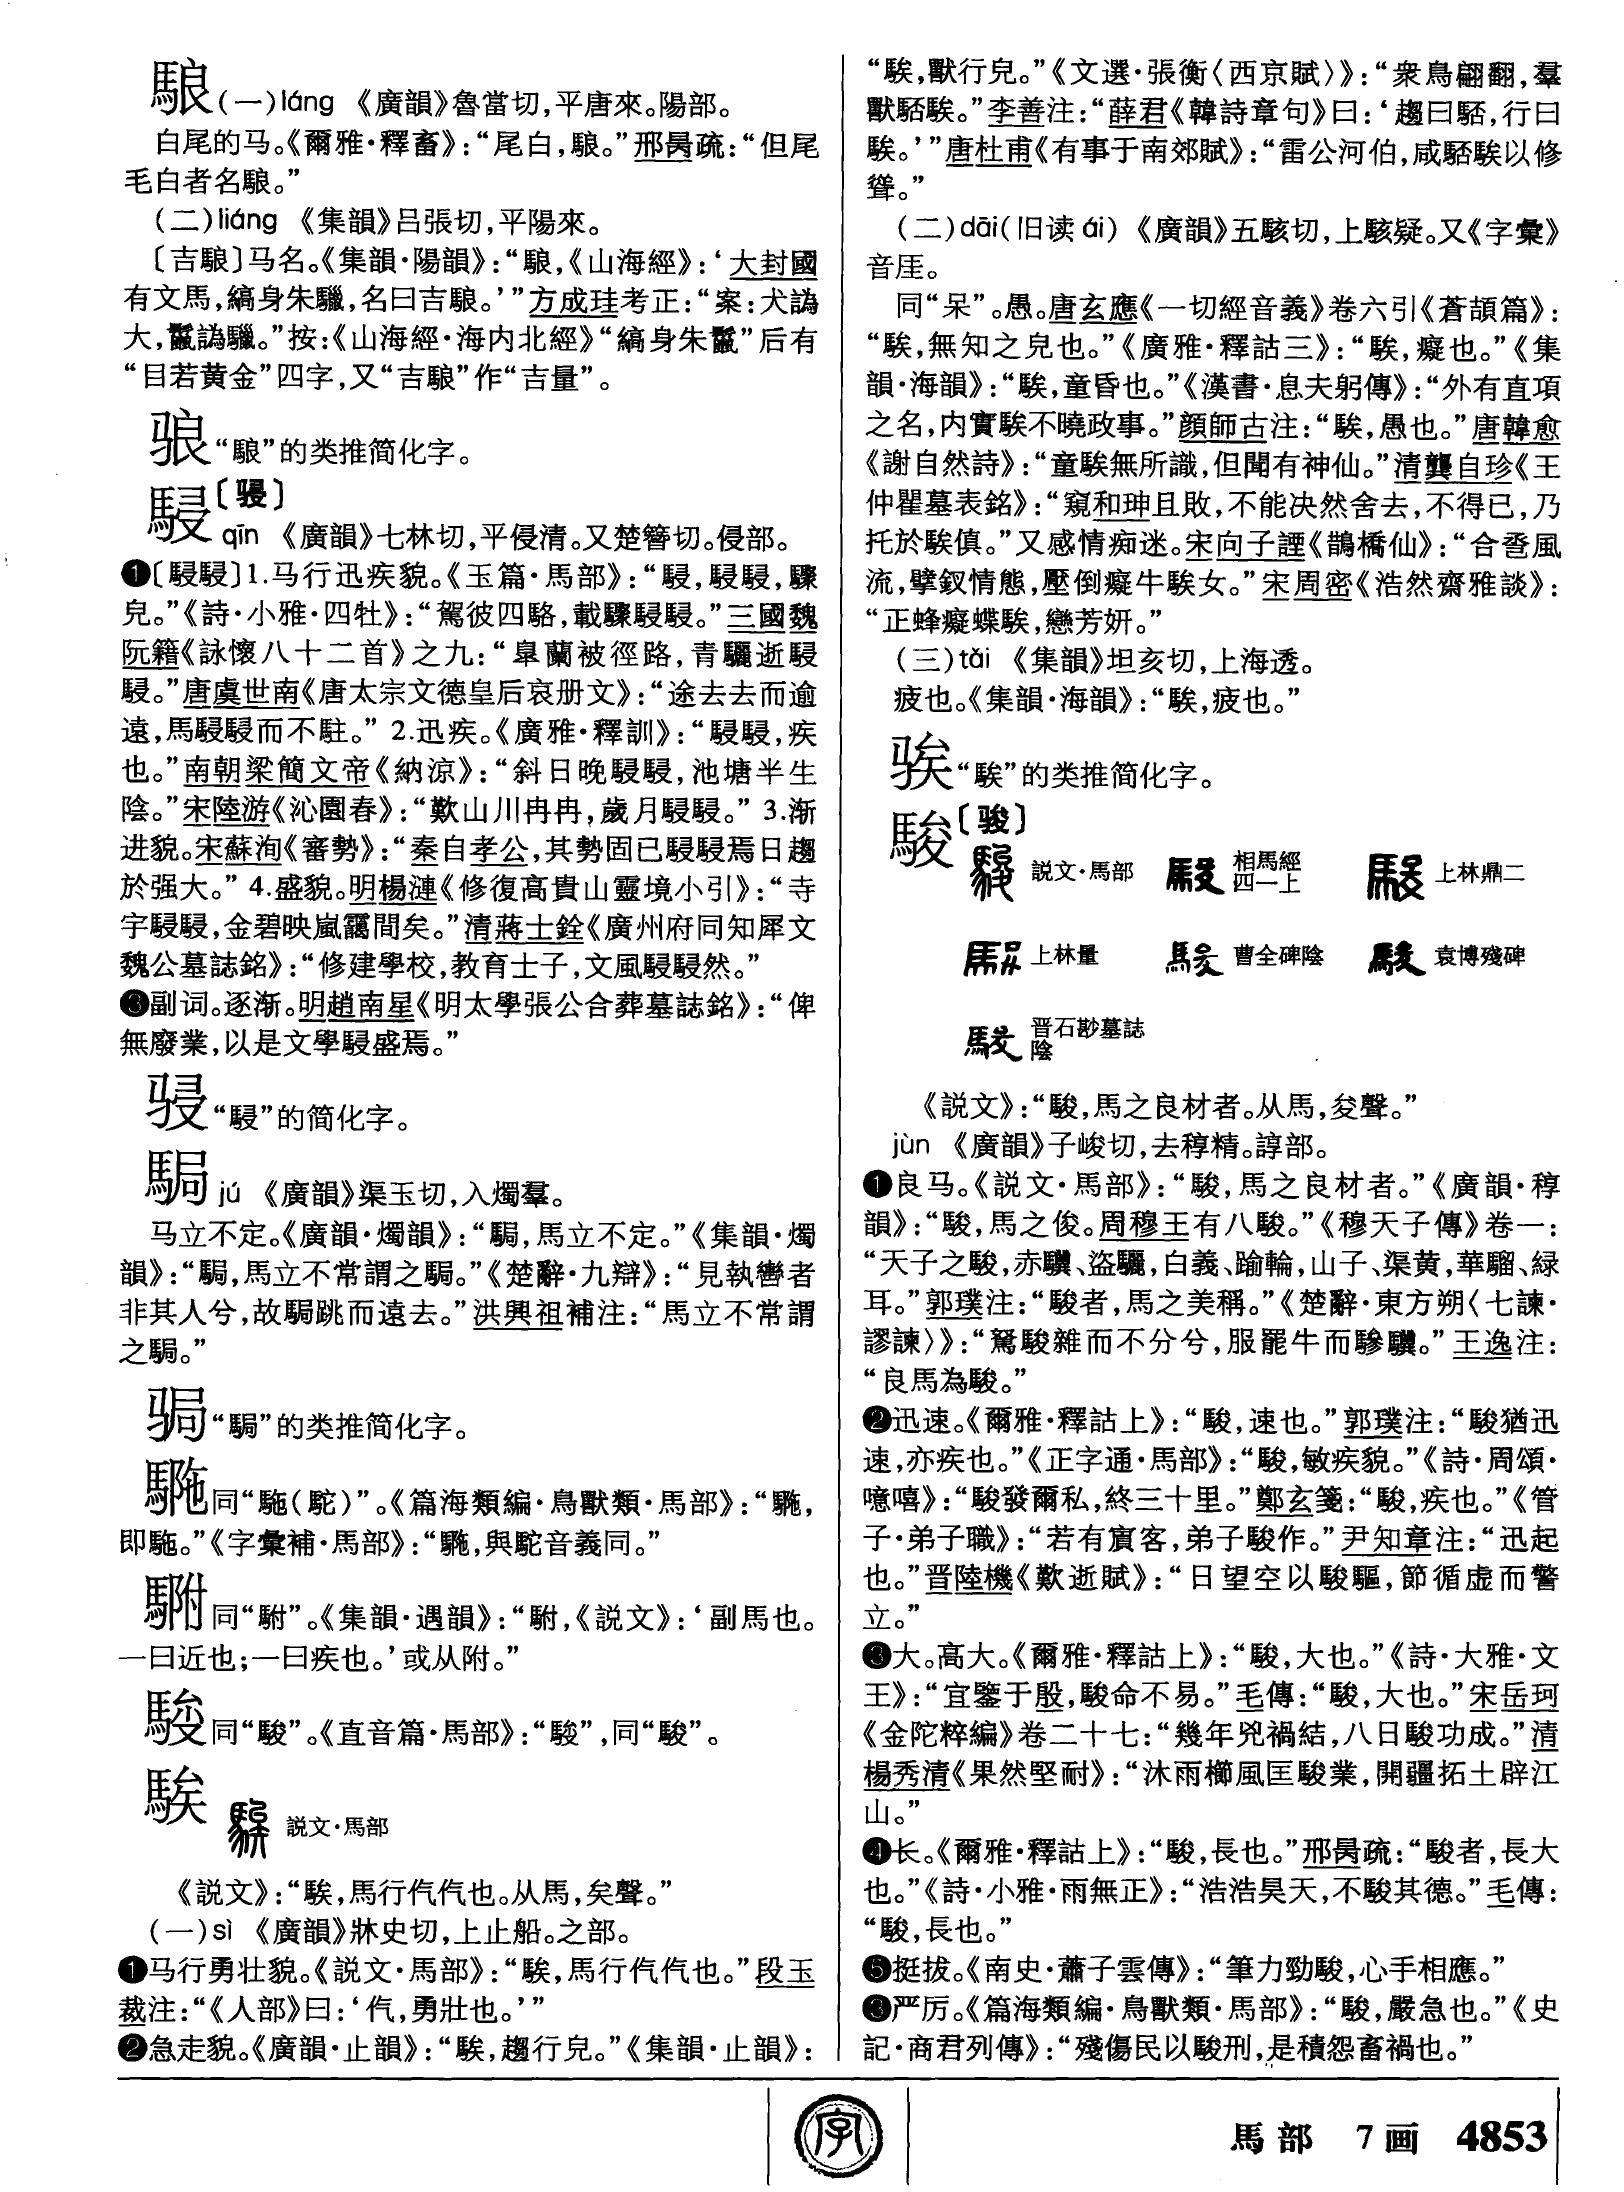 駺(一)láng 《廣韻》魯當切,平唐來。陽部。
白尾的马。《爾雅·釋畜》:“尾白,駺。”邢昺疏:“但尾
毛白者名駺。”
(二)liáng 《集韻》吕張切,平陽來。
〔吉駺〕马名。《集韻·陽韻》:“駺,《山海經》:‘大封國
有文馬,縞身朱鬣,名曰吉駺。’”方成珪考正:“案:犬譌
大,鬣譌驖。”按:《山海經·海内北經》“縞身朱鬣”后有
“目若黄金”四字,又“吉駺”作“吉量”。
𩨀“駺”的类推简化字。
駸〔骎〕
qīn 《廣韻》七林切,平侵清。又楚簪切。侵部。
❶〔駸駸〕1.马行迅疾貌。《玉篇·馬部》:“駸,駸駸,驟
皃。”《詩·小雅·四牡》:“駕彼四駱,載驟駸駸。”三國魏
阮籍《詠懷八十二首》之九:“皐蘭被徑路,青驪逝駸
駸。”唐虞世南《唐太宗文德皇后哀册文》:“途去去而逾
遠,馬駸駸而不駐。” 2.迅疾。《廣雅·釋訓》:“駸駸,疾
也。”南朝梁簡文帝《納涼》:“斜日晚駸駸,池塘半生
陰。”宋陸游《沁園春》:“歎山川冉冉,歲月駸駸。” 3.渐
进貌。宋蘇洵《審勢》:“秦自孝公,其勢固已駸駸焉日趨
於强大。” 4.盛貌。明楊漣《修復高貴山靈境小引》:“寺
宇駸駸,金碧映嵐靄間矣。”清蔣士銓《廣州府同知犀文
魏公墓誌銘》:“修建學校,教育士子,文風駸駸然。”
❸副词。逐渐。明趙南星《明太學張公合葬墓誌銘》:“俾
無廢業,以是文學駸盛焉。”
骎“駸”的简化字。
駶jú 《廣韻》渠玉切,入燭羣。
马立不定。《廣韻·燭韻》:“駶,馬立不定。”《集韻·燭
韻》:“駶,馬立不常謂之駶。”《楚辭·九辯》:“見執轡者
非其人兮,故駶跳而遠去。”洪興祖補注:“馬立不常謂
之駶。”
“駶”的类推简化字。
同“駞(駝)”。《篇海類編·鳥獸類·馬部》:“
即駞。”《字彙補·馬部》:“與駝音義同。”
同“駙”。《集韻·遇韻》:“駙,《説文》:‘副馬也。
一曰近也;一曰疾也。’或从附。”
同“駿”。《直音篇·馬部》:“”,同“駿”。
騃 説文·馬部
《説文》:“騃,馬行仡仡也。从馬,矣聲。”
(一)sì 《廣韻》牀史切,上止船。之部。
❶马行勇壮貌。《説文·馬部》:“騃,馬行仡仡也。”段玉
裁注:“《人部》曰:‘仡,勇壯也。’”
❷急走貌。《廣韻·止韻》:“騃,趨行皃。”《集韻·止韻》:
“騃,獸行皃。”《文選·張衡〈西京賦〉》:“衆鳥翩翻,羣
獸駓騃。”李善注:“薛君《韓詩章句》曰:‘趨曰駓,行曰
騃。’”唐杜甫《有事于南郊賦》:“雷公河伯,咸駓騃以修
聳。”
(二)dāi(旧读ái) 《廣韻》五駭切,上駭疑。又《字彙》
音厓。
同“呆”。愚。唐玄應《一切經音義》卷六引《蒼頡篇》:
“騃,無知之皃也。”《廣雅·釋詁三》:“騃,癡也。”《集
韻·海韻》:“騃,童昏也。”《漢書·息夫躬傳》:“外有直項
之名,内實騃不曉政事。”顔師古注:“騃,愚也。”唐韓愈
《謝自然詩》:“童騃無所識,但聞有神仙。”清龔自珍《王
仲瞿墓表銘》:“窺和珅且敗,不能决然舍去,不得已,乃
托於騃傎。”又感情痴迷。宋向子諲《鵲橋仙》:“合香風
流,擘釵情態,壓倒癡牛騃女。”宋周密《浩然齋雅談》:
“正蜂癡蝶騃,戀芳妍。”
(三)tǎi 《集韻》坦亥切,上海透。
疲也。《集韻·海韻》:“騃,疲也。”
“騃”的类推简化字。
駿〔骏〕
説文·馬部 相馬經四一上 上林鼎二
上林量 曹全碑陰 袁博殘碑
晋石尠墓誌陰
《説文》:“駿,馬之良材者。从馬,夋聲。”
jùn 《廣韻》子峻切,去稕精。諄部。
❶良马。《説文·馬部》:“駿,馬之良材者。”《廣韻·稕
韻》:“駿,馬之俊。周穆王有八駿。”《穆天子傳》卷一:
“天子之駿,赤驥、盜驪,白義、踰輪,山子、渠黄,華騮、緑
耳。”郭璞注:“駿者,馬之美稱。”《楚辭·東方朔〈七諫·
謬諫〉》:“駑駿雜而不分兮,服罷牛而驂驥。”王逸注:
“良馬為駿。”
❷迅速。《爾雅·釋詁上》:“駿,速也。”郭璞注:“駿猶迅
速,亦疾也。”《正字通·馬部》:“駿,敏疾貌。”《詩·周頌·
噫嘻》:“駿發爾私,終三十里。”鄭玄箋:“駿,疾也。”《管
子·弟子職》:“若有賓客,弟子駿作。”尹知章注:“迅起
也。”晋陸機《歎逝賦》:“日望空以駿驅,節循虚而警
立。”
❸大。高大。《爾雅·釋詁上》:“駿,大也。”《詩·大雅·文
王》:“宜鑒于殷,駿命不易。”毛傳:“駿,大也。”宋岳珂
《金陀粹編》卷二十七:“幾年兇禍結,八日駿功成。”清
楊秀清《果然堅耐》:“沐雨櫛風匡駿業,開疆拓土辟江
山。”
❹长。《爾雅·釋詁上》:“駿,長也。”邢昺疏:“駿者,長大
也。”《詩·小雅·雨無正》:“浩浩昊天,不駿其德。”毛傳:
“駿,長也。”
❺挺拔。《南史·蕭子雲傳》:“筆力勁駿,心手相應。”
❸严厉。《篇海類編·鳥獸類·馬部》:“駿,嚴急也。”《史
記·商君列傳》:“殘傷民以駿刑,是積怨畜禍也。”
字
馬部 7画 4853